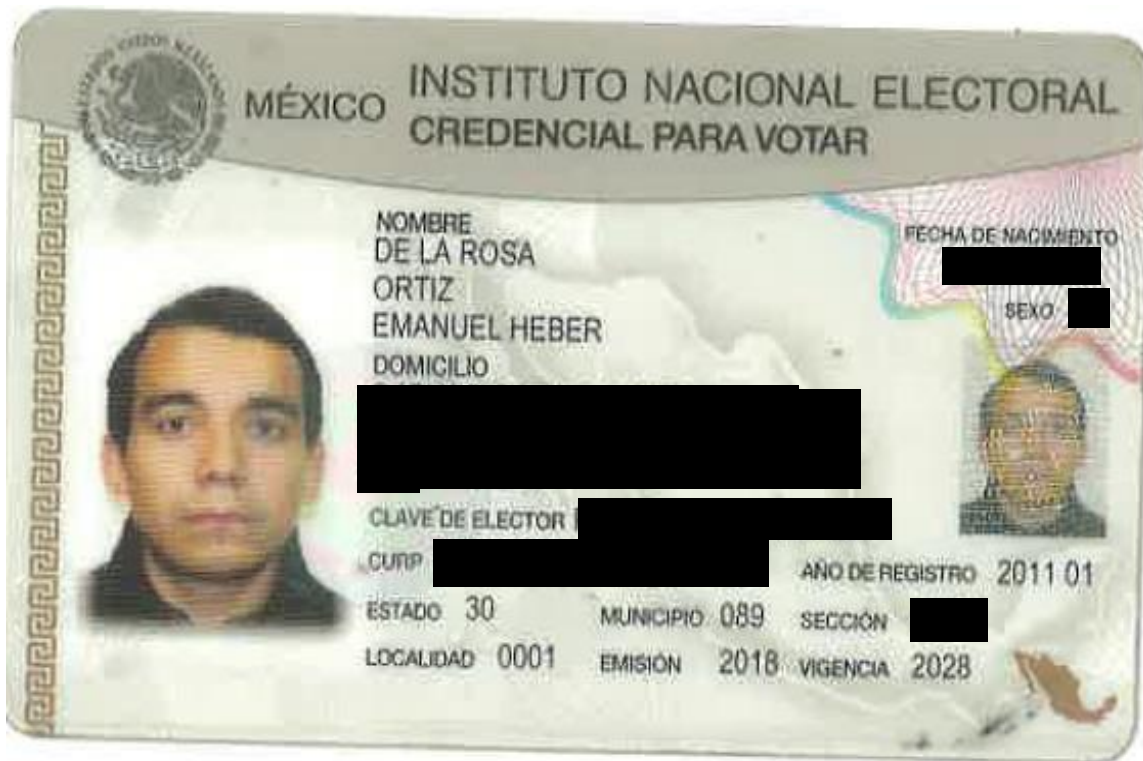 MÉXICO
INSTITUTO NACIONAL ELECTORAL
CREDENCIAL PARA VOTAR
NOMBRE
DE LA ROSA
ORTIZ
EMANUEL HEBER
DOMICILIO
FECHA DE NACIMIENTO
SEXO
CLAVE DE ELECTOR
CURP
AÑO DE REGISTRO 2011 01
ESTADO 30 MUNICIPIO 089 SECCIÓN
LOCALIDAD 0001 EMISIÓN 2018 VIGENCIA 2028